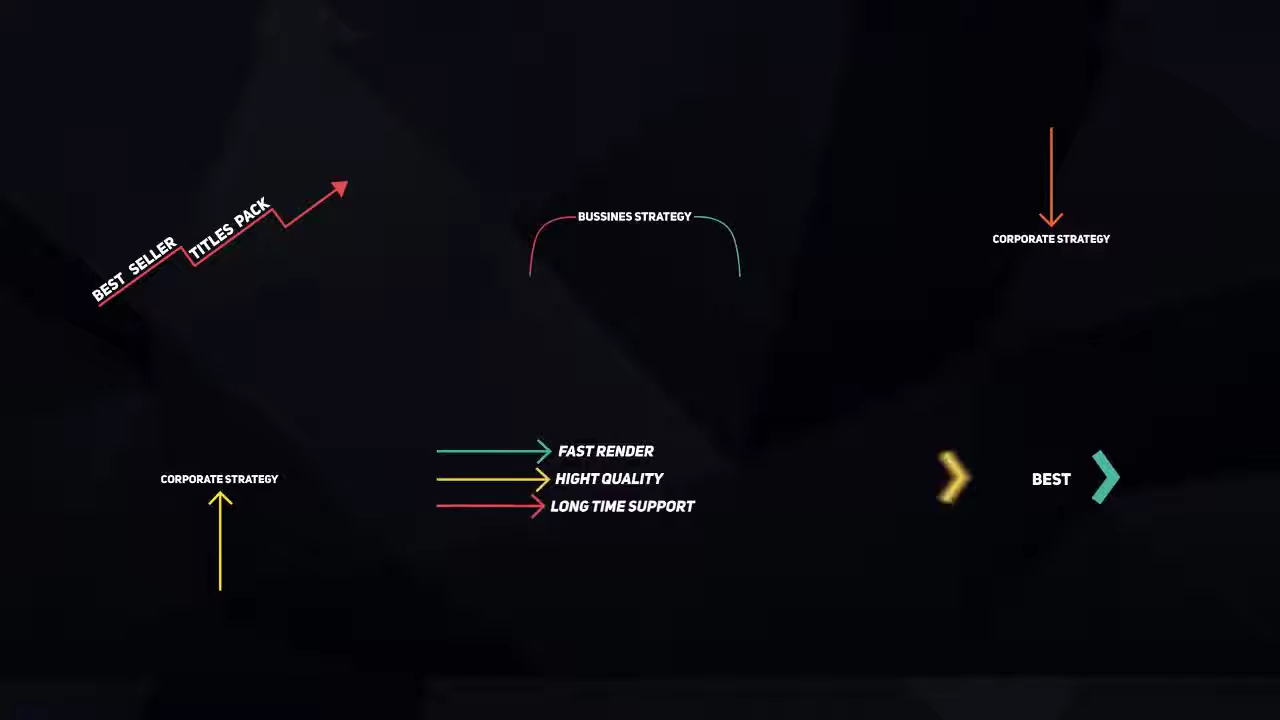 BEST SELLER
TITLES PACK
BUSSINES STRATEGY
CORPORATE STRATEGY
CORPORATE STRATEGY
FAST RENDER
HIGHT QUALITY
LONG TIME SUPPORT
BEST